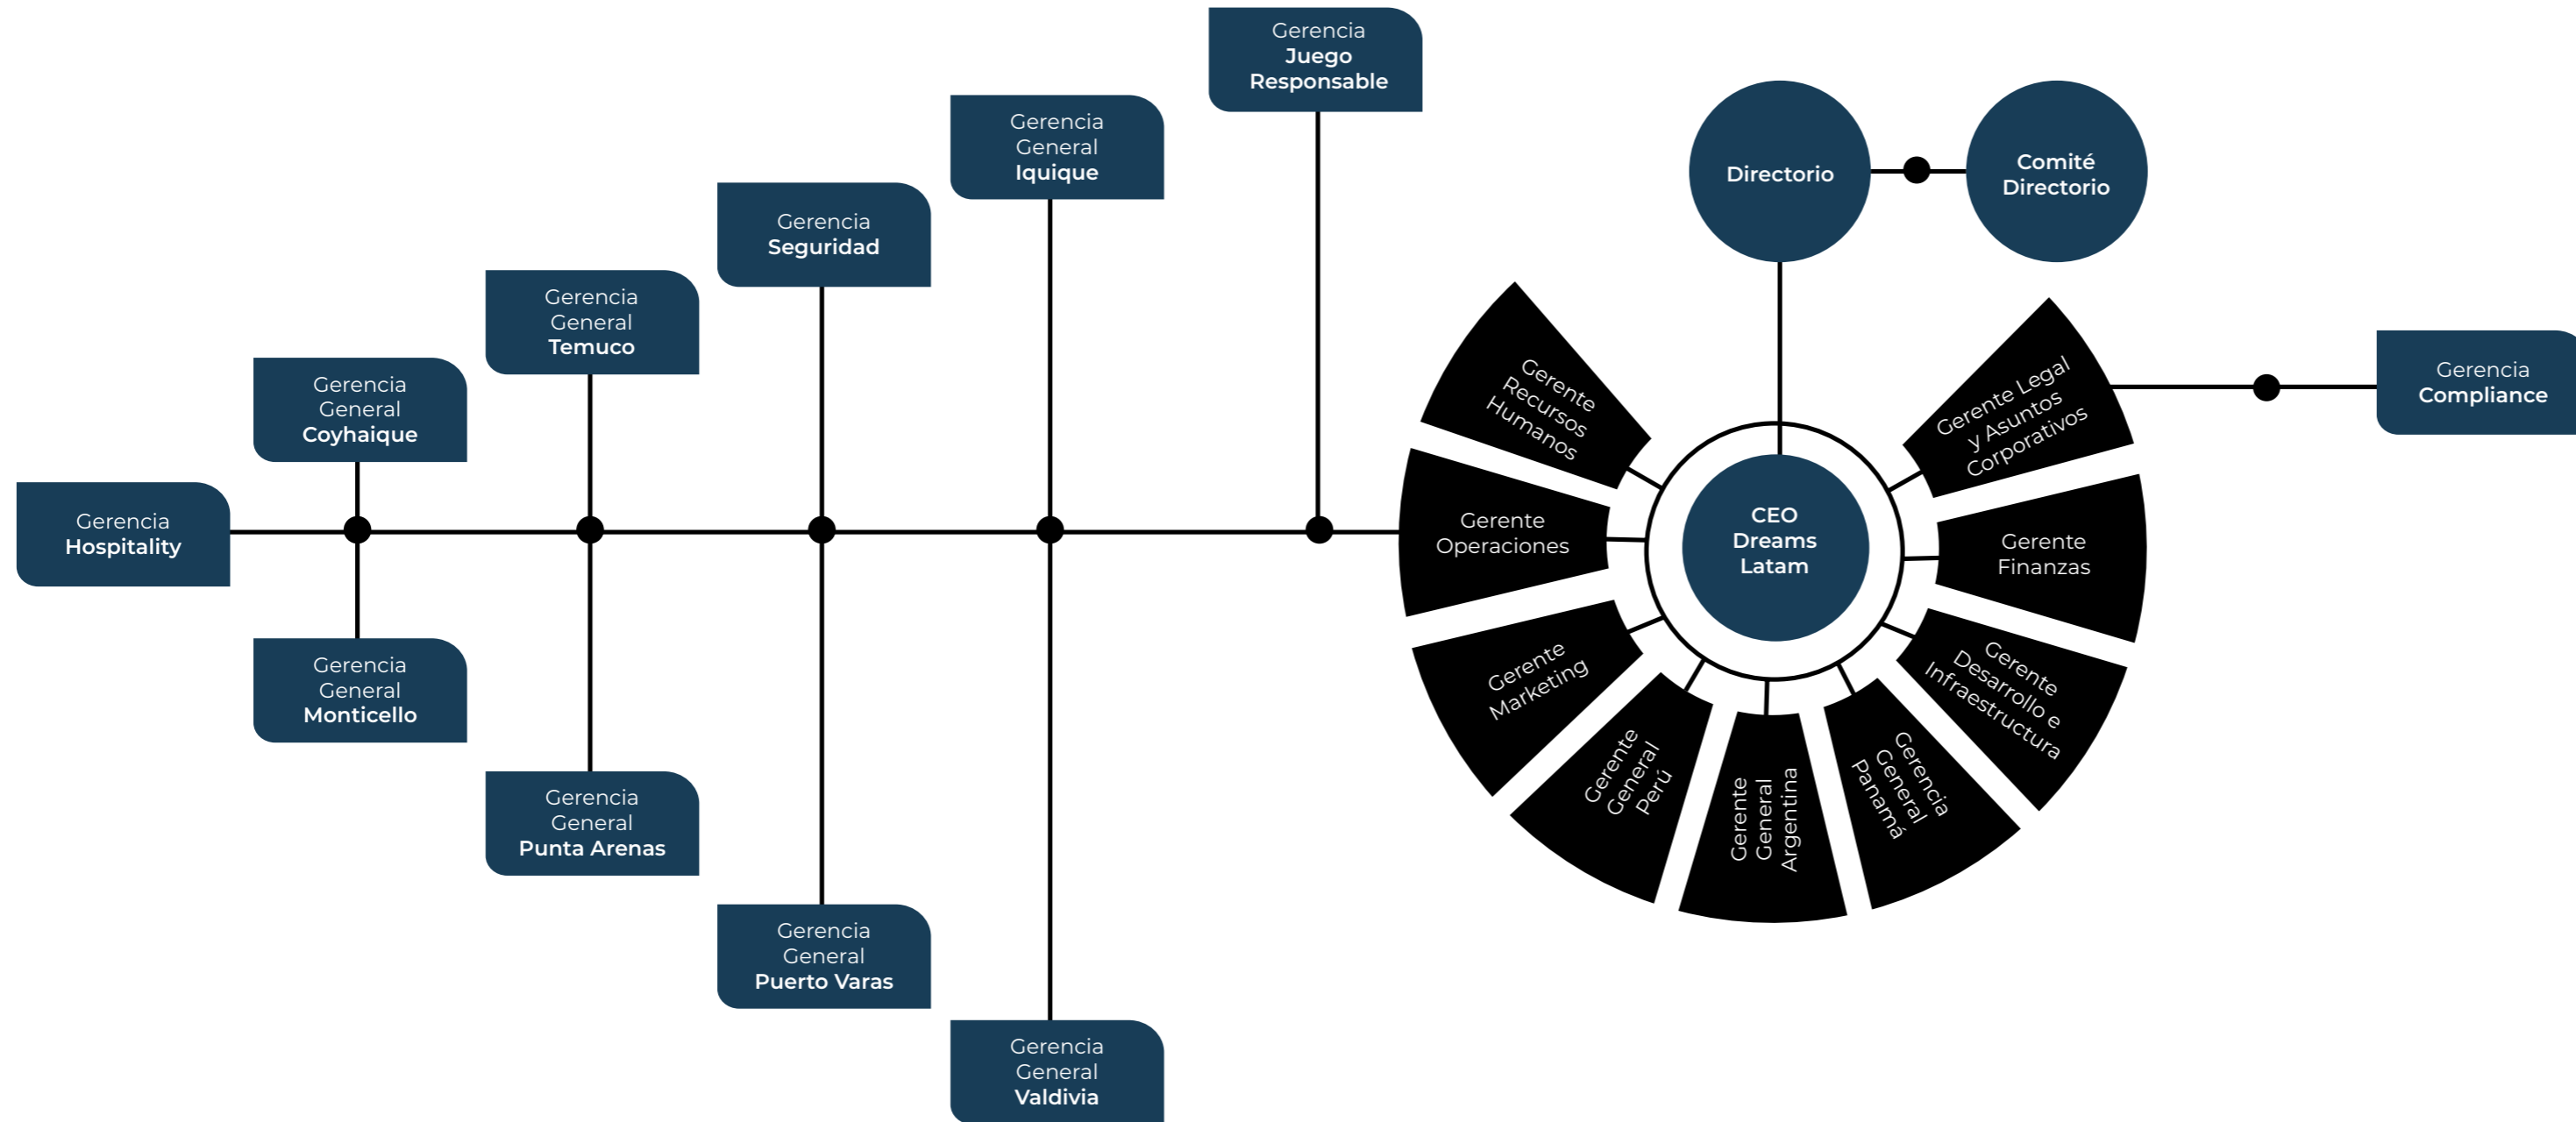 Gerencia
Juego
Responsable
Gerencia
General
Iquique
Gerencia
Seguridad
Gerencia
General
Temuco
Gerencia
General
Coyhaique
Gerencia
Hospitality
Gerencia
General
Monticello
Gerencia
General
Punta Arenas
Gerencia
General
Puerto Varas
Gerencia
General
Valdivia
Directorio
Comité
Directorio
CEO
Dreams
Latam
Gerente
Recursos
Humanos
Gerente
Operaciones
Gerente
Marketing
Gerente
General
Perú
Gerente
General
Argentina
Gerencia
General
Panamá
Gerente
Desarrollo e
Infraestructura
Gerente
Finanzas
Gerente Legal
y Asuntos
Corporativos
Gerencia
Compliance